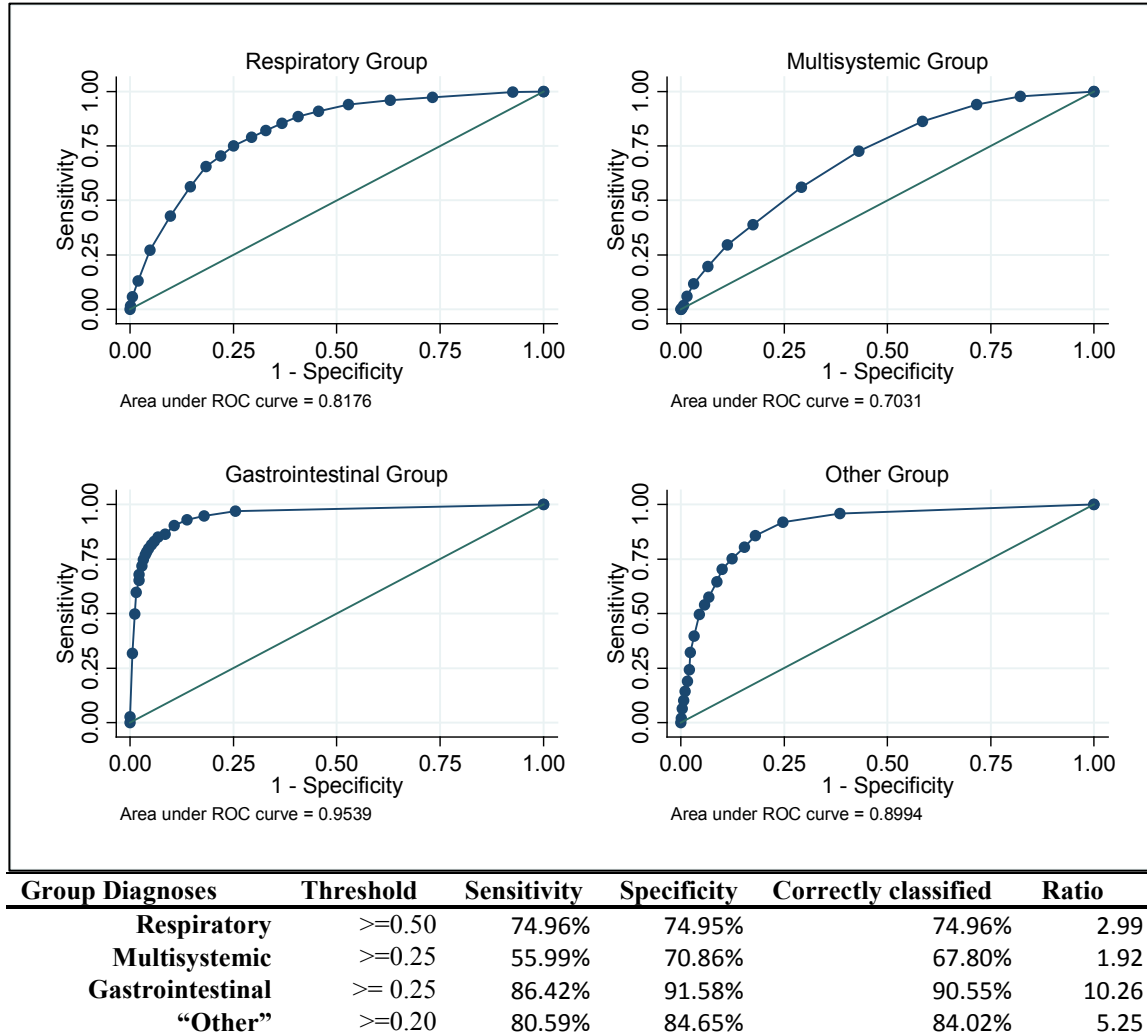 Respiratory Group
Sensitivity
1.00
0.75
0.50
0.25
0.00
0.00 0.25 0.50 0.75 1.00
1 - Specificity
Area under ROC curve = 0.8176
Multisystemic Group
Sensitivity
1.00
0.75
0.50
0.25
0.00
0.00 0.25 0.50 0.75 1.00
1 - Specificity
Area under ROC curve = 0.7031
Gastrointestinal Group
Sensitivity
1.00
0.75
0.50
0.25
0.00
0.00 0.25 0.50 0.75 1.00
1 - Specificity
Area under ROC curve = 0.9539
Other Group
Sensitivity
1.00
0.75
0.50
0.25
0.00
0.00 0.25 0.50 0.75 1.00
1 - Specificity
Area under ROC curve = 0.8994
Group Diagnoses Threshold Sensitivity Specificity Correctly classified Ratio
Respiratory >=0.50 74.96% 74.95% 74.96% 2.99
Multisystemic >=0.25 55.99% 70.86% 67.80% 1.92
Gastrointestinal >= 0.25 86.42% 91.58% 90.55% 10.26
“Other” >=0.20 80.59% 84.65% 84.02% 5.25